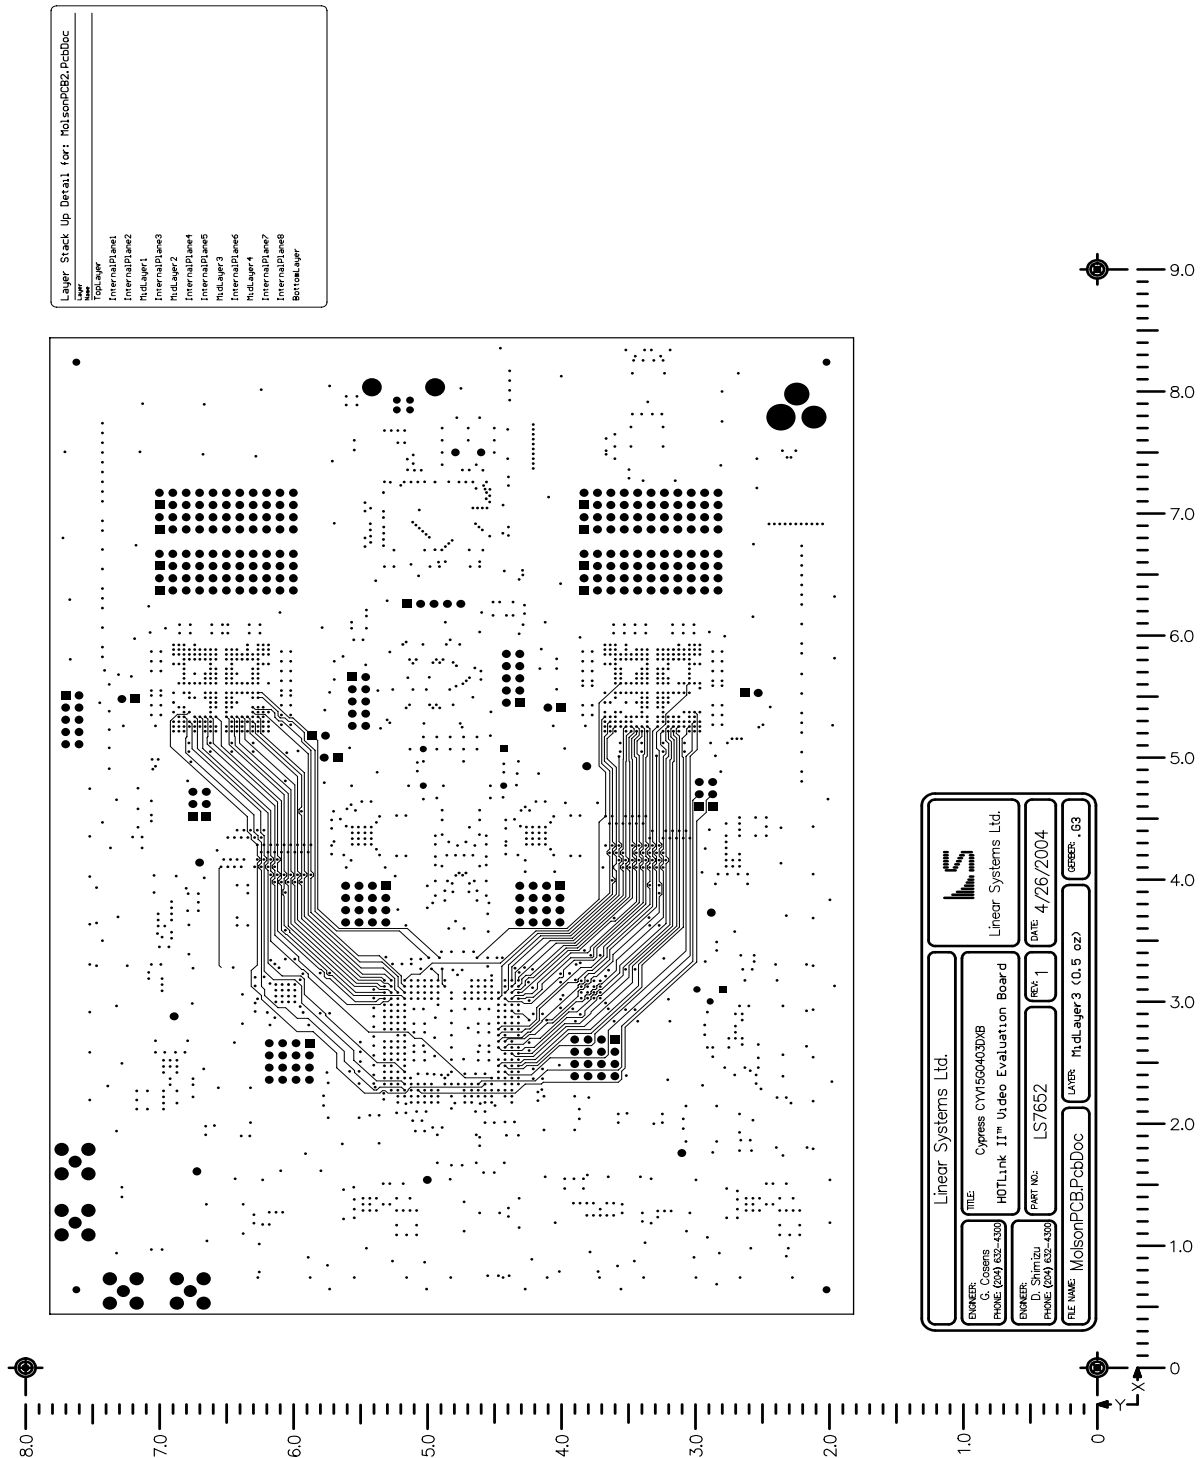 Layer Stack Up Detail for: MolsonPCB2.PcbDoc
Layer
Name
TopLayer
InternalPlane1
InternalPlane2
MidLayer1
InternalPlane3
MidLayer2
InternalPlane4
InternalPlane5
MidLayer3
InternalPlane6
MidLayer4
InternalPlane7
InternalPlane8
BottomLayer
9.0
8.0
7.0
6.0
5.0
4.0
3.0
2.0
1.0
0
X
Y
8.0
7.0
6.0
5.0
4.0
3.0
2.0
1.0
0
Linear Systems Ltd.
LS
Linear Systems Ltd.
ENGINEER:
G. Cosens
PHONE: (204) 632-4300
TITLE:
Cypress CYV15G0403DXB
HOTLink II™ Video Evaluation Board
ENGINEER:
D. Shimizu
PHONE: (204) 632-4300
PART NO.: LS7652
REV: 1
DATE: 4/26/2004
FILE NAME: MolsonPCB.PcbDoc
LAYER: MidLayer3 (0.5 oz)
GERBER: .G3